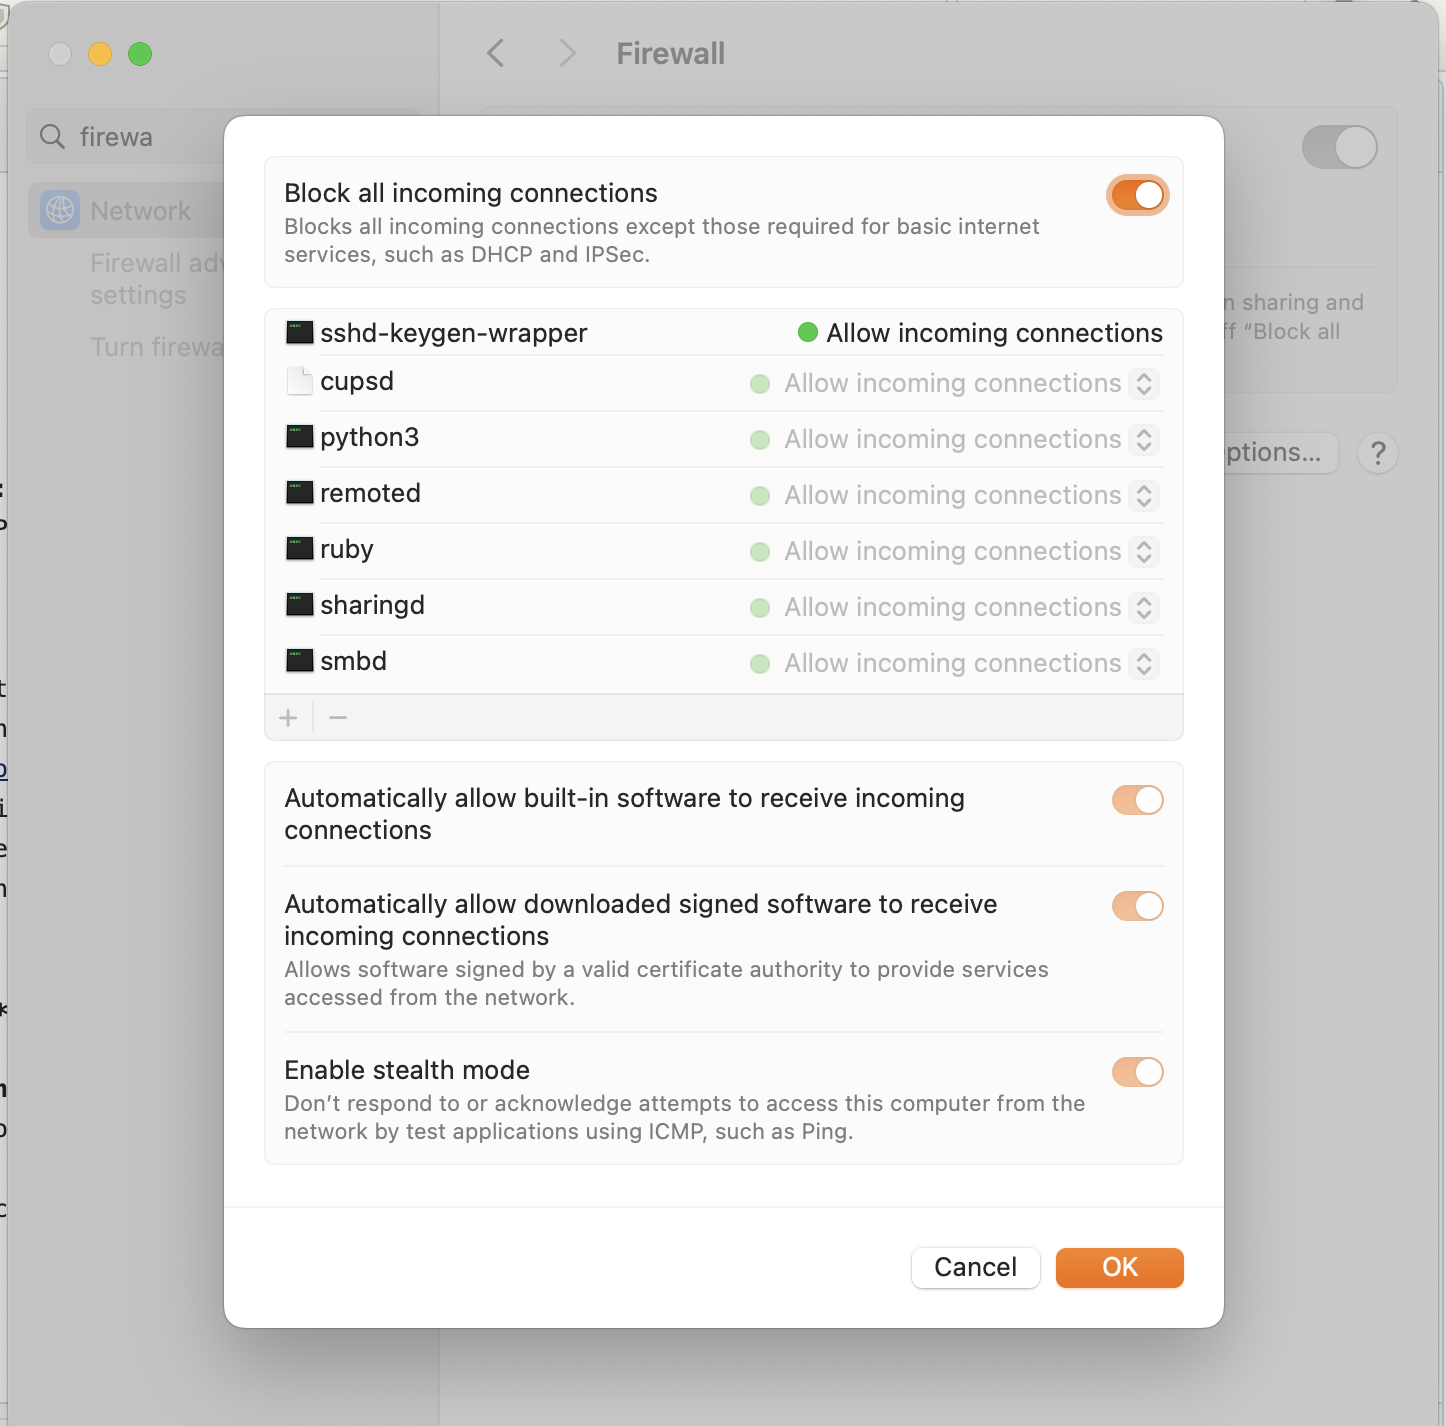 Firewall
firewa
Network
Firewall adv
settings
Turn firewa
Block all incoming connections
Blocks all incoming connections except those required for basic internet
services, such as DHCP and IPSec.
sshd-keygen-wrapper Allow incoming connections
cupsd Allow incoming connections
python3 Allow incoming connections
remoted Allow incoming connections
ruby Allow incoming connections
sharingd Allow incoming connections
smbd Allow incoming connections
+ −
Automatically allow built-in software to receive incoming
connections
Automatically allow downloaded signed software to receive
incoming connections
Allows software signed by a valid certificate authority to provide services
accessed from the network.
Enable stealth mode
Don’t respond to or acknowledge attempts to access this computer from the
network by test applications using ICMP, such as Ping.
Cancel OK
n sharing and
“Block all
ptions... ?